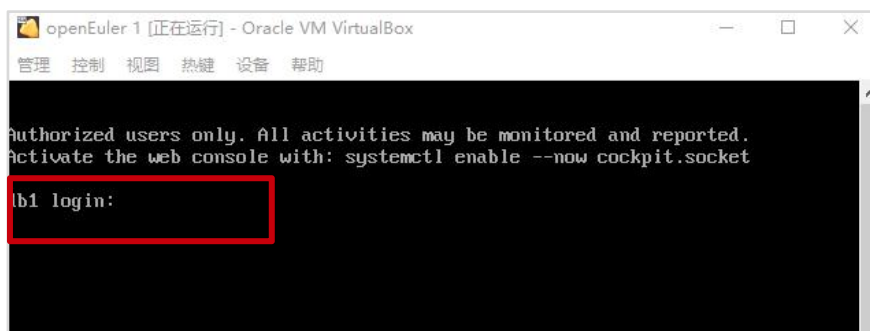 openEuler 1 [正在运行] - Oracle VM VirtualBox
管理 控制 视图 热键 设备 帮助
Authorized users only. All activities may be monitored and reported.
Activate the web console with: systemctl enable --now cockpit.socket
db1 login: